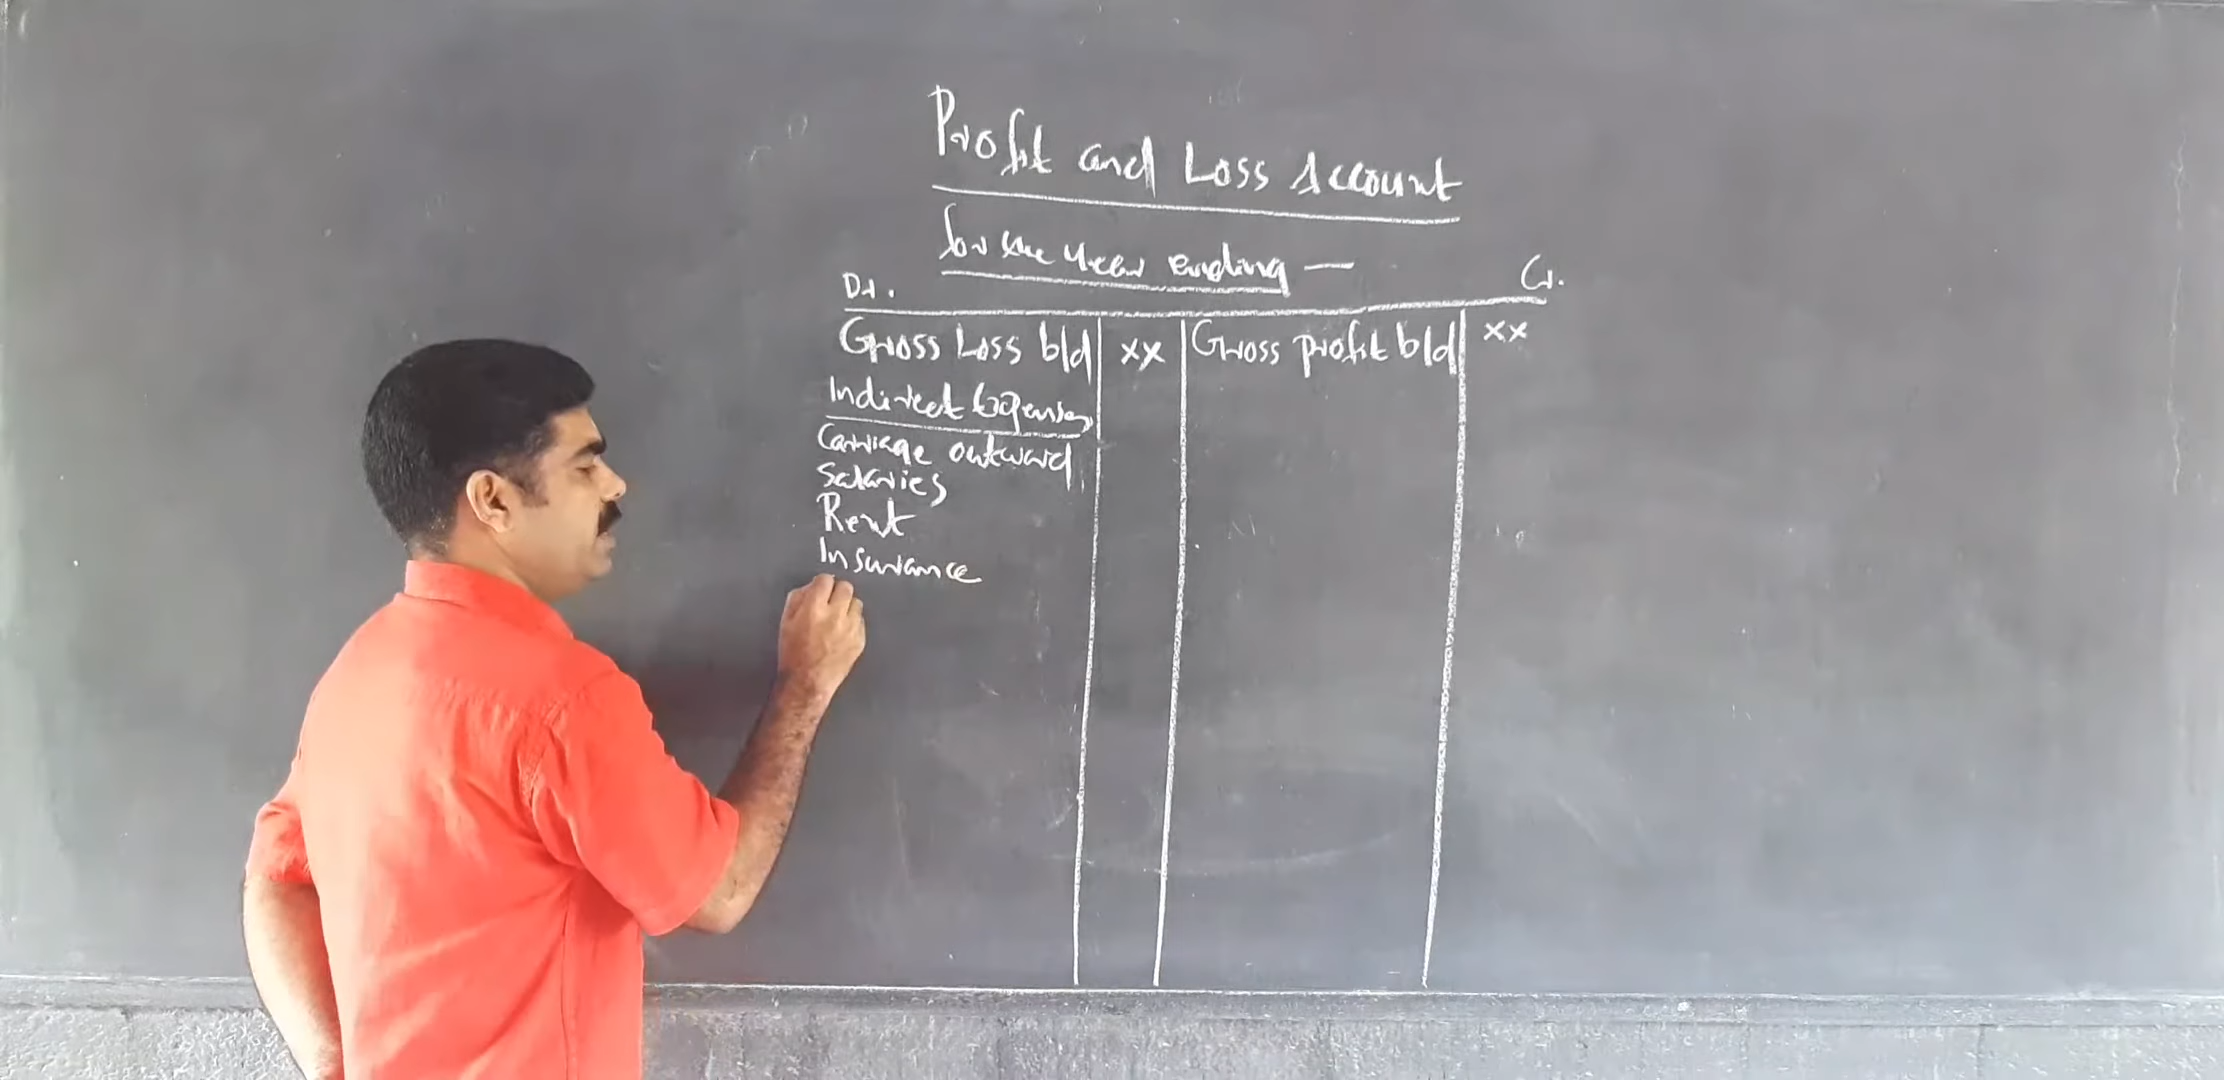 Profit and Loss Account
for the year ending —
Dr. Cr.
Gross Loss b/d xx Gross profit b/d xx
Indirect Expenses
Carriage outward
Salaries
Rent
Insurance